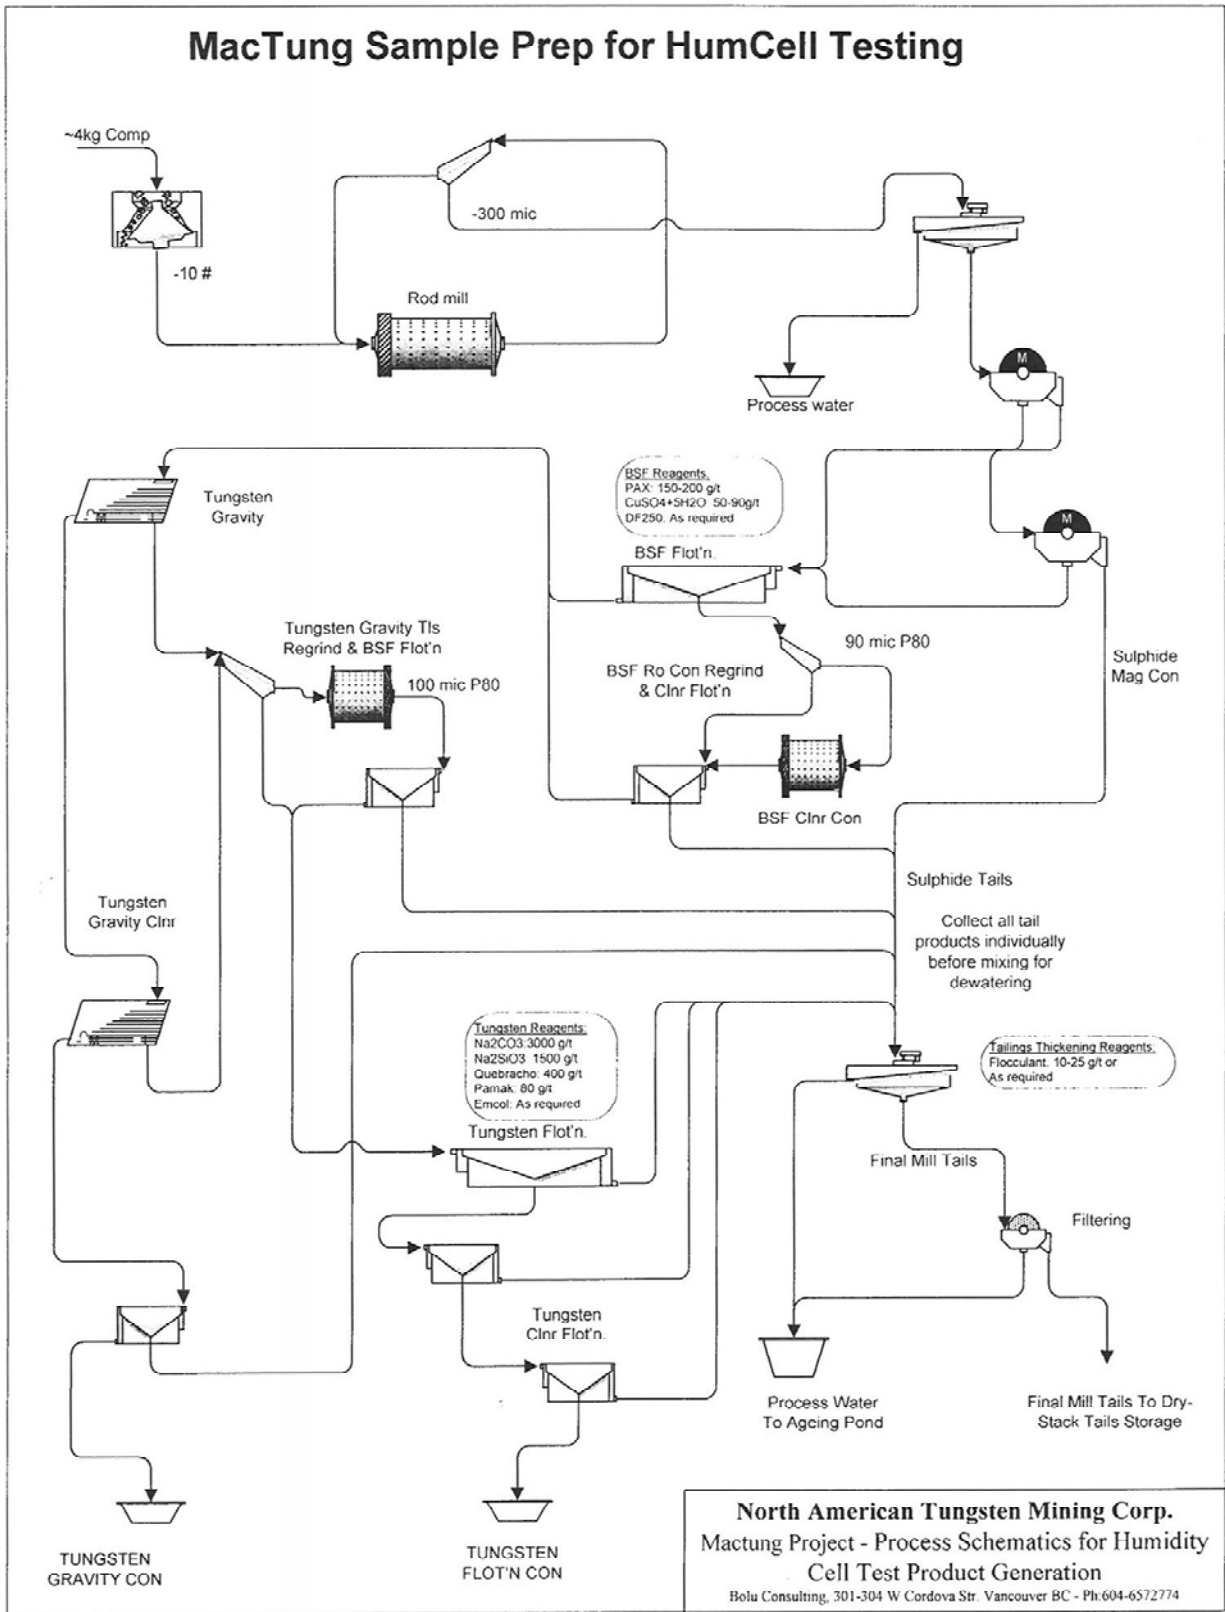 MacTung Sample Prep for HumCell Testing
~4kg Comp
-10 #
-300 mic
Rod mill
M
Process water
M
Tungsten
Gravity
BSF Reagents:
PAX: 150-200 g/t
CuSO4+5H2O: 50-90g/t
DF250: As required
BSF Flot'n.
Tungsten Gravity Tls
Regrind & BSF Flot'n
100 mic P80
90 mic P80
BSF Ro Con Regrind
& Clnr Flot'n
Sulphide
Mag Con
BSF Clnr Con
Sulphide Tails
Tungsten
Gravity Clnr
Collect all tail
products individually
before mixing for
dewatering
Tungsten Reagents:
Na2CO3:3000 g/t
Na2SiO3: 1500 g/t
Quebracho: 400 g/t
Pamak: 80 g/t
Emcol: As required
Tungsten Flot'n.
Tailings Thickening Reagents:
Flocculant: 10-25 g/t or
As required
Final Mill Tails
Filtering
Tungsten
Clnr Flot'n.
Process Water
To Ageing Pond
Final Mill Tails To Dry-
Stack Tails Storage
TUNGSTEN
GRAVITY CON
TUNGSTEN
FLOT'N CON
North American Tungsten Mining Corp.
Mactung Project - Process Schematics for Humidity
Cell Test Product Generation
Bolu Consulting, 301-304 W Cordova Str. Vancouver BC - Ph:604-6572774